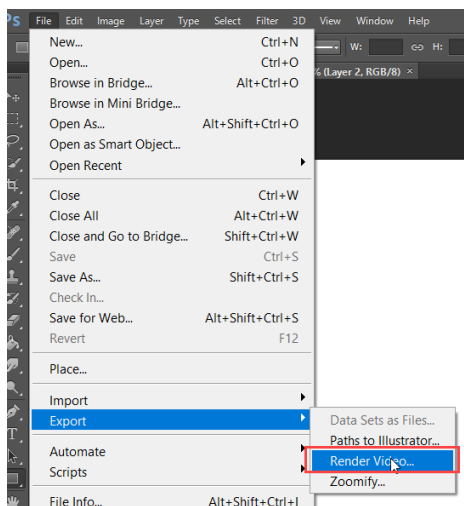 Ps File Edit Image Layer Type Select Filter 3D View Window Help
W: H:
% (Layer 2, RGB/8) ×
New... Ctrl+N
Open... Ctrl+O
Browse in Bridge... Alt+Ctrl+O
Browse in Mini Bridge...
Open As... Alt+Shift+Ctrl+O
Open as Smart Object...
Open Recent
Close Ctrl+W
Close All Alt+Ctrl+W
Close and Go to Bridge... Shift+Ctrl+W
Save Ctrl+S
Save As... Shift+Ctrl+S
Check In...
Save for Web... Alt+Shift+Ctrl+S
Revert F12
Place...
Import
Export
Data Sets as Files...
Paths to Illustrator...
Render Video...
Zoomify...
Automate
Scripts
File Info... Alt+Shift+Ctrl+I